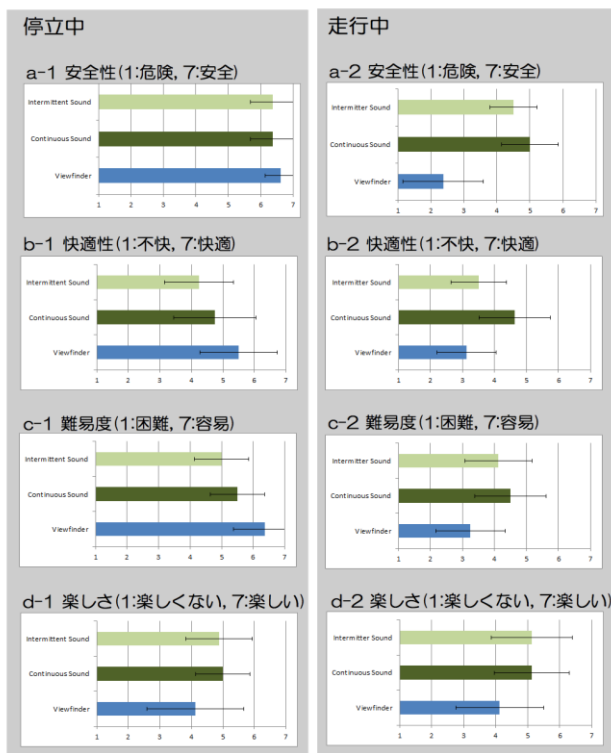 停立中
a-1 安全性(1:危険, 7:安全)
Intermittent Sound
Continuous Sound
Viewfinder
1 2 3 4 5 6 7
b-1 快適性(1:不快, 7:快適)
Intermittent Sound
Continuous Sound
Viewfinder
1 2 3 4 5 6 7
c-1 難易度(1:困難, 7:容易)
Intermittent Sound
Continuous Sound
Viewfinder
1 2 3 4 5 6 7
d-1 楽しさ(1:楽しくない, 7:楽しい)
Intermittent Sound
Continuous Sound
Viewfinder
1 2 3 4 5 6 7
走行中
a-2 安全性(1:危険, 7:安全)
Intermitter Sound
Continuous Sound
Viewfinder
1 2 3 4 5 6 7
b-2 快適性(1:不快, 7:快適)
Intermitter Sound
Continuous Sound
Viewfinder
1 2 3 4 5 6 7
c-2 難易度(1:困難, 7:容易)
Intermitter Sound
Continuous Sound
Viewfinder
1 2 3 4 5 6 7
d-2 楽しさ(1:楽しくない, 7:楽しい)
Intermitter Sound
Continuous Sound
Viewfinder
1 2 3 4 5 6 7